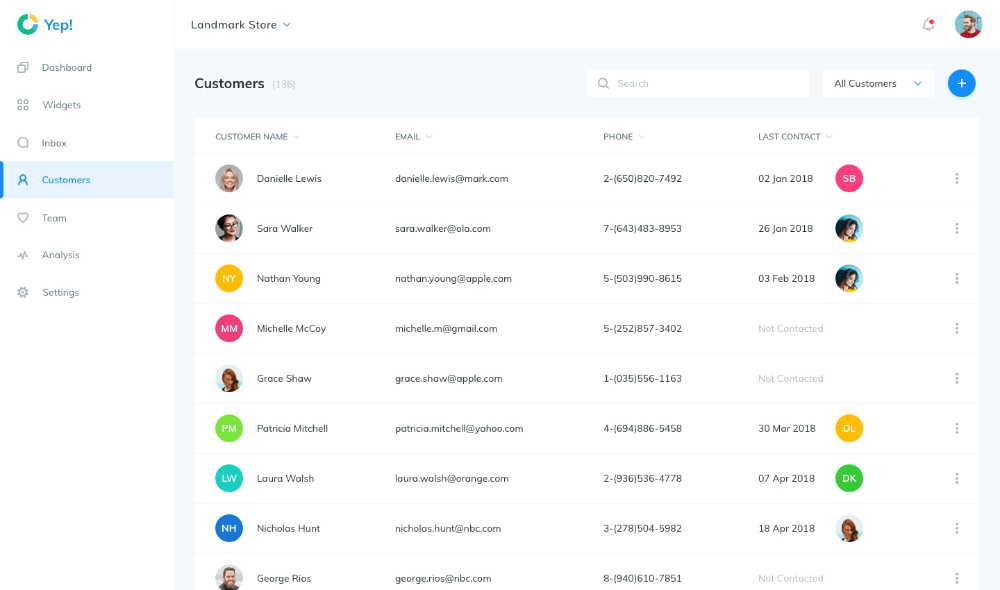 Yep!
Landmark Store
Dashboard
Widgets
Inbox
Customers
Team
Analysis
Settings
Customers (136)
Search
All Customers
CUSTOMER NAME EMAIL PHONE LAST CONTACT
Danielle Lewis danielle.lewis@mark.com 2-(650)820-7492 02 Jan 2018 SB
Sara Walker sara.walker@ola.com 7-(643)483-8953 26 Jan 2018
NY Nathan Young nathan.young@apple.com 5-(503)990-8615 03 Feb 2018
MM Michelle McCoy michelle.m@gmail.com 5-(252)857-3402 Not Contacted
Grace Shaw grace.shaw@apple.com 1-(035)556-1163 Not Contacted
PM Patricia Mitchell patricia.mitchell@yahoo.com 4-(694)886-5458 30 Mar 2018 DL
LW Laura Walsh laura.walsh@orange.com 2-(936)536-4778 07 Apr 2018 DK
NH Nicholas Hunt nicholas.hunt@nbc.com 3-(278)504-5982 18 Apr 2018
George Rios george.rios@nbc.com 8-(940)610-7851 Not Contacted